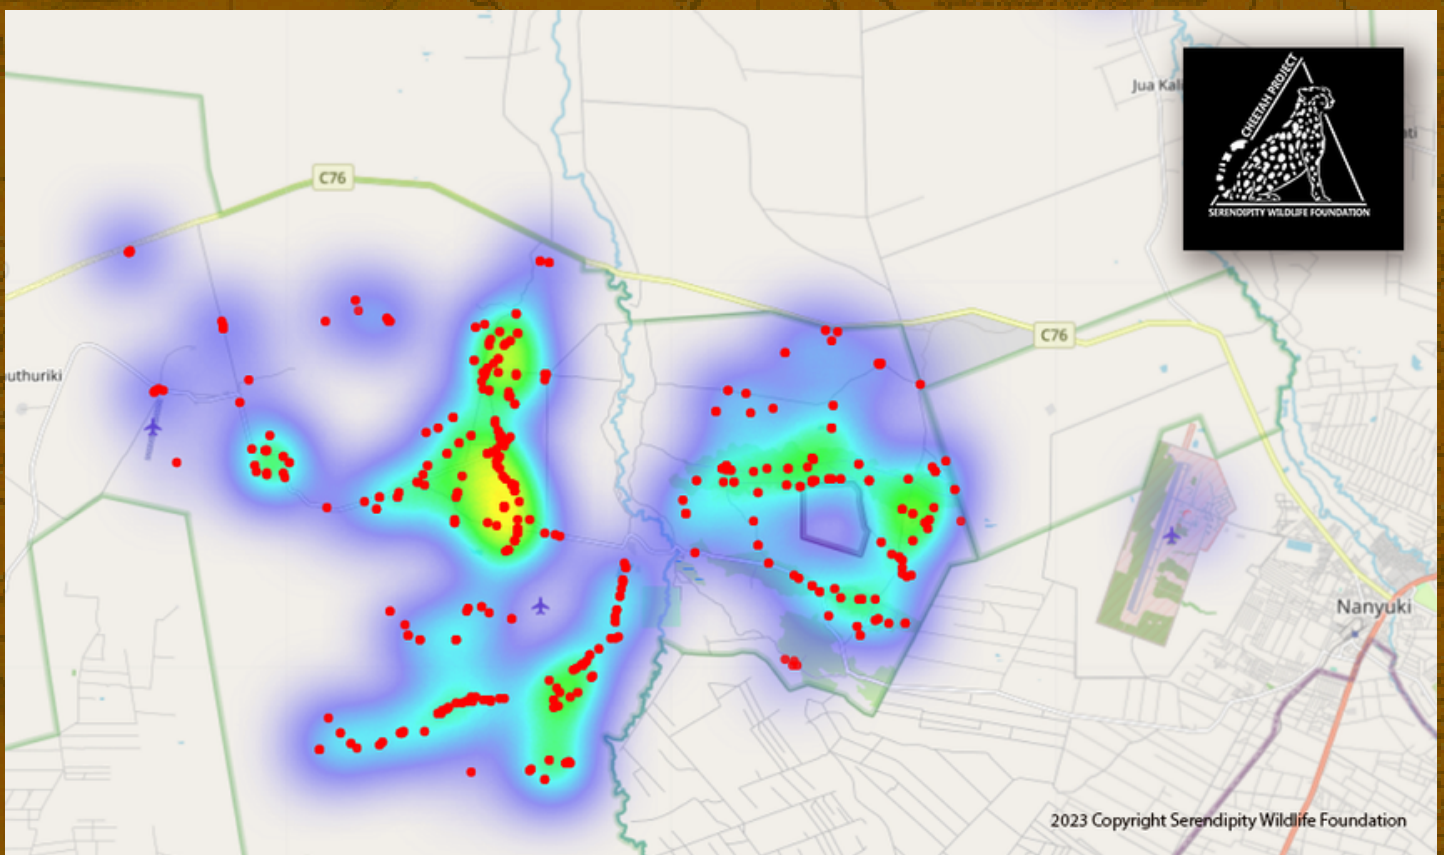 C76
Jua Kali
CHEETAH PROJECT
SERENDIPITY WILDLIFE FOUNDATION
C76
uthuriki
Nanyuki
2023 Copyright Serendipity Wildlife Foundation